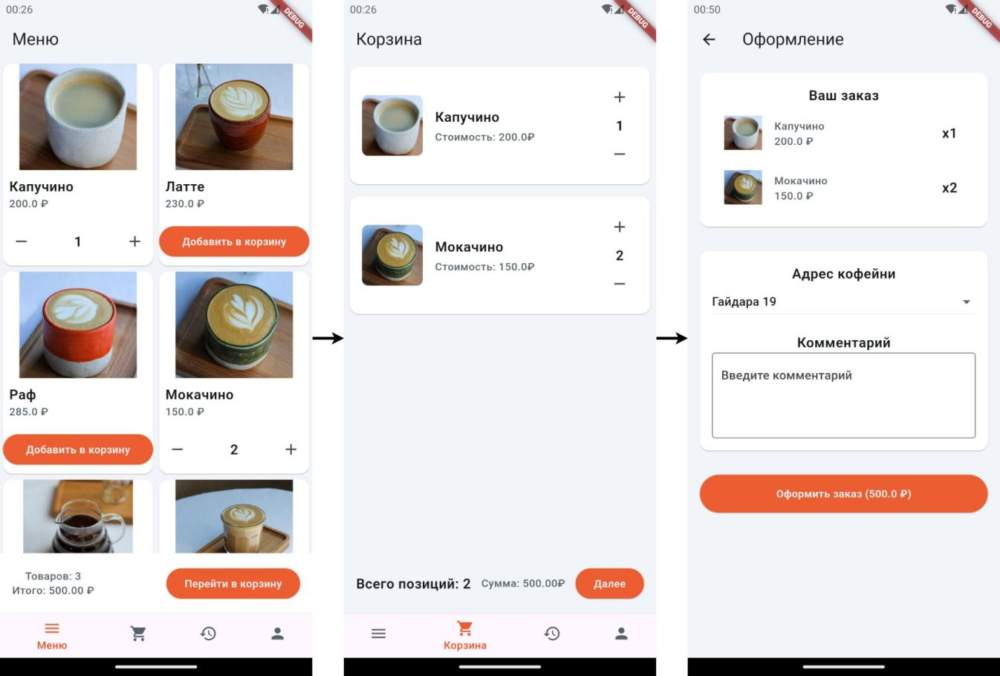 00:26
DEBUG
Меню
Капучино
200.0 ₽
1
Латте
230.0 ₽
Добавить в корзину
Раф
285.0 ₽
Добавить в корзину
Мокачино
150.0 ₽
2
Товаров: 3
Итого: 500.00 ₽
Перейти в корзину
Меню
00:26
DEBUG
Корзина
Капучино
Стоимость: 200.0₽
1
Мокачино
Стоимость: 150.0₽
2
Всего позиций: 2 Сумма: 500.00₽ Далее
Корзина
00:50
DEBUG
Оформление
Ваш заказ
Капучино
200.0 ₽
x1
Мокачино
150.0 ₽
x2
Адрес кофейни
Гайдара 19
Комментарий
Введите комментарий
Оформить заказ (500.0 ₽)